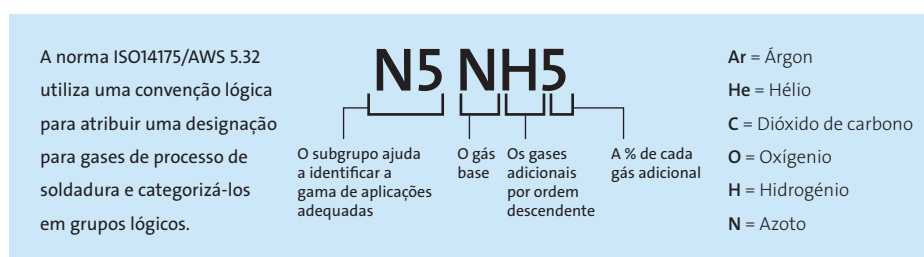 A norma ISO14175/AWS 5.32
utiliza uma convenção lógica
para atribuir uma designação
para gases de processo de
soldadura e categorizá-los
em grupos lógicos.
N5 NH5
O subgrupo ajuda
a identificar a
gama de aplicações
adequadas
O gás
base
Os gases
adicionais
por ordem
descendente
A % de cada
gás adicional
Ar = Árgon
He = Hélio
C = Dióxido de carbono
O = Oxígenio
H = Hidrogénio
N = Azoto